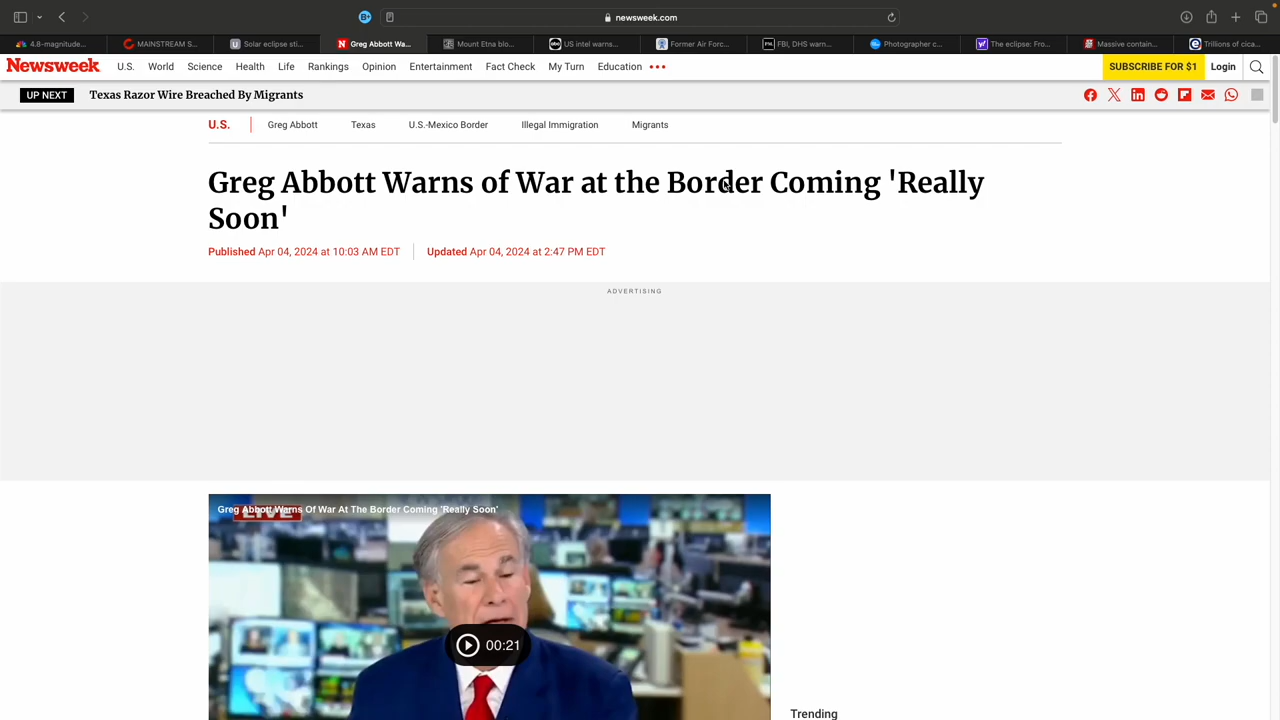 newsweek.com
4.8-magnitude...
MAINSTREAM S...
Solar eclipse sti...
Greg Abbott Wa...
Mount Etna blo...
US intel warns...
Former Air Forc...
FBI, DHS warn...
Photographer c...
The eclipse: Fro...
Massive contain...
Trillions of cica...
Newsweek
U.S.
World
Science
Health
Life
Rankings
Opinion
Entertainment
Fact Check
My Turn
Education
SUBSCRIBE FOR $1
Login
UP NEXT
Texas Razor Wire Breached By Migrants
U.S.
Greg Abbott
Texas
U.S.-Mexico Border
Illegal Immigration
Migrants
Greg Abbott Warns of War at the Border Coming 'Really
Soon'
Published Apr 04, 2024 at 10:03 AM EDT
Updated Apr 04, 2024 at 2:47 PM EDT
ADVERTISING
Greg Abbott Warns Of War At The Border Coming 'Really Soon'
LIVE
00:21
Trending